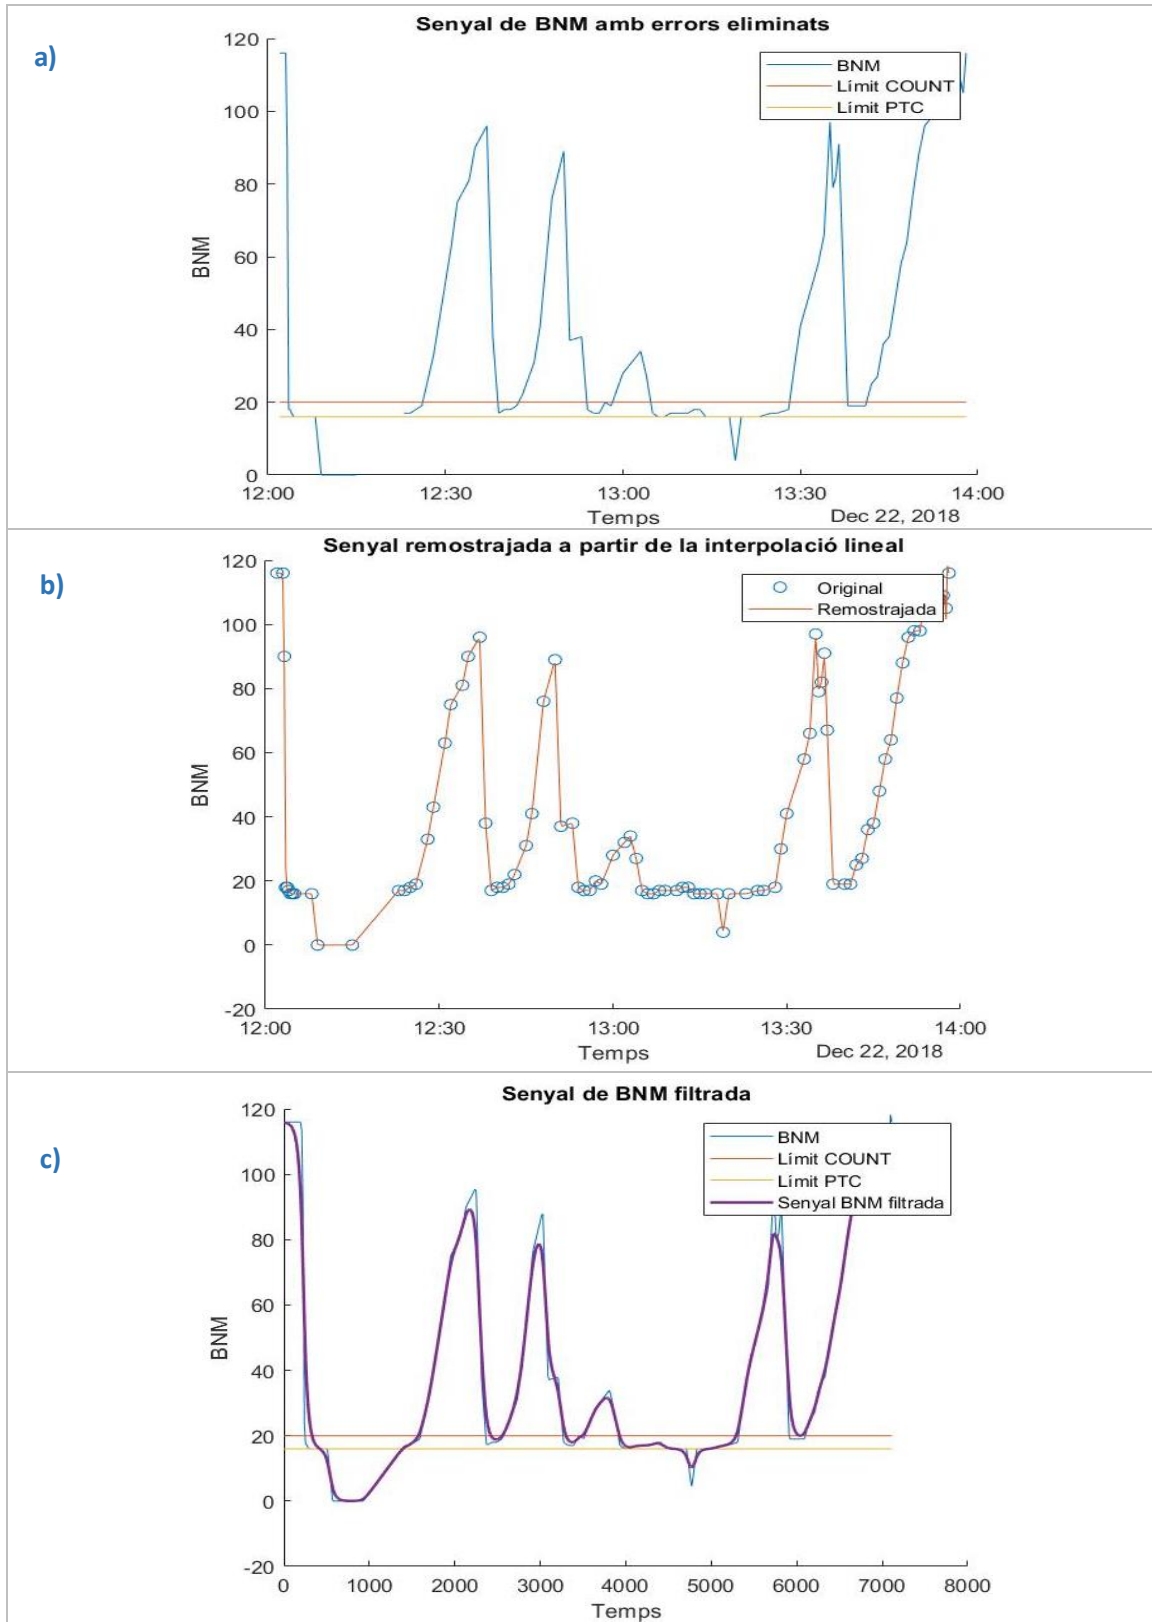 a)
Senyal de BNM amb errors eliminats
120
100
80
60
40
20
0
BNM
BNM
Límit COUNT
Límit PTC
12:00
12:30
13:00
13:30
14:00
Temps
Dec 22, 2018
b)
Senyal remostrajada a partir de la interpolació lineal
120
100
80
60
40
20
0
-20
BNM
Original
Remostrajada
12:00
12:30
13:00
13:30
14:00
Temps
Dec 22, 2018
c)
Senyal de BNM filtrada
120
100
80
60
40
20
0
-20
BNM
BNM
Límit COUNT
Límit PTC
Senyal BNM filtrada
0
1000
2000
3000
4000
5000
6000
7000
8000
Temps